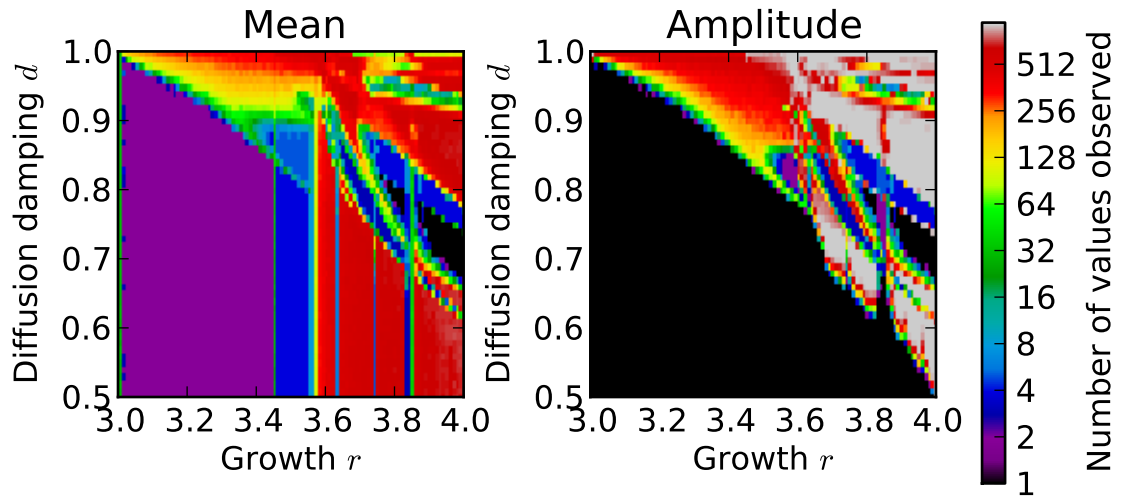 Mean
Diffusion damping d
1.0
0.9
0.8
0.7
0.6
0.5
3.0 3.2 3.4 3.6 3.8 4.0
Growth r
Amplitude
Diffusion damping d
1.0
0.9
0.8
0.7
0.6
0.5
3.0 3.2 3.4 3.6 3.8 4.0
Growth r
512
256
128
64
32
16
8
4
2
1
Number of values observed